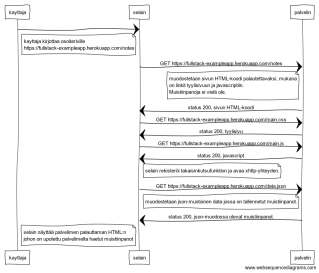 kayttaja
selain
palvelin
kayttaja kirjottaa osoiteriville
https://fullstack-exampleapp.herokuapp.com/notes
GET https://fullstack-exampleapp.herokuapp.com/notes
muodostetaan sivun HTML-koodi palautettavaksi, mukana
on linkit tyylisivuun ja javascriptiin.
Muistiinpanoja ei vielä ole.
status 200, sivun HTML-koodi
GET https://fullstack-exampleapp.herokuapp.com/main.css
status 200, tyylisivu
GET https://fullstack-exampleapp.herokuapp.com/main.js
status 200, javascript
selain rekisteröi takaisinkutsufunktion ja avaa xhttp-yhteyden.
GET https://fullstack-exampleapp.herokuapp.com/data.json
muodostetaan json-muotoinen data jossa on tallennetut muistiinpanot.
status 200, json-muodossa olevat muistiinpanot.
selain näyttää palvelimen palauttaman HTML:n
johon on upotettu palvelimelta haetut muistiinpanot
kayttaja
selain
palvelin
www.websequencediagrams.com